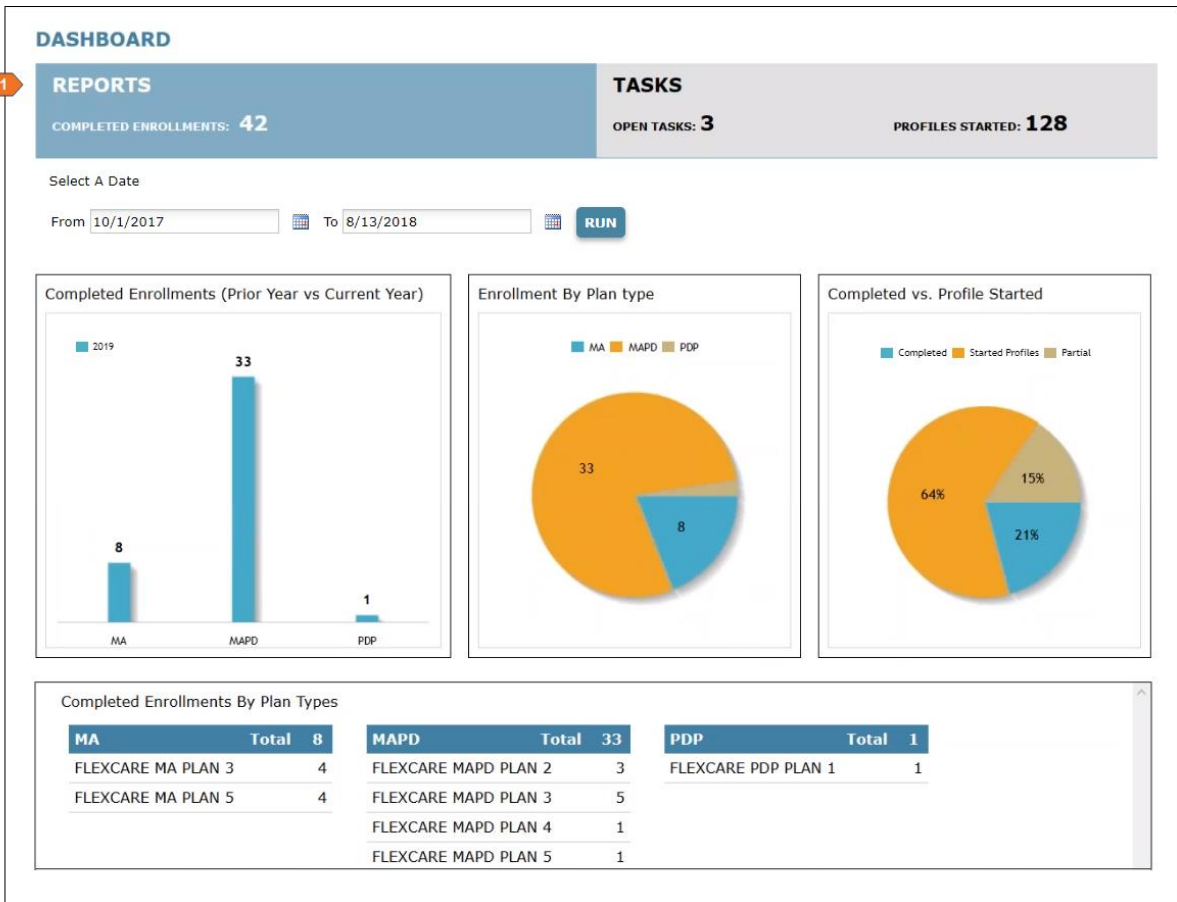 DASHBOARD
1
REPORTS
COMPLETED ENROLLMENTS: 42
TASKS
OPEN TASKS: 3 PROFILES STARTED: 128
Select A Date
From 10/1/2017 To 8/13/2018 RUN
Completed Enrollments (Prior Year vs Current Year)
2019
33
8
1
MA MAPD PDP
Enrollment By Plan type
MA MAPD PDP
33
8
Completed vs. Profile Started
Completed Started Profiles Partial
15%
64%
21%
Completed Enrollments By Plan Types
MA Total 8
FLEXCARE MA PLAN 3 4
FLEXCARE MA PLAN 5 4
MAPD Total 33
FLEXCARE MAPD PLAN 2 3
FLEXCARE MAPD PLAN 3 5
FLEXCARE MAPD PLAN 4 1
FLEXCARE MAPD PLAN 5 1
PDP Total 1
FLEXCARE PDP PLAN 1 1